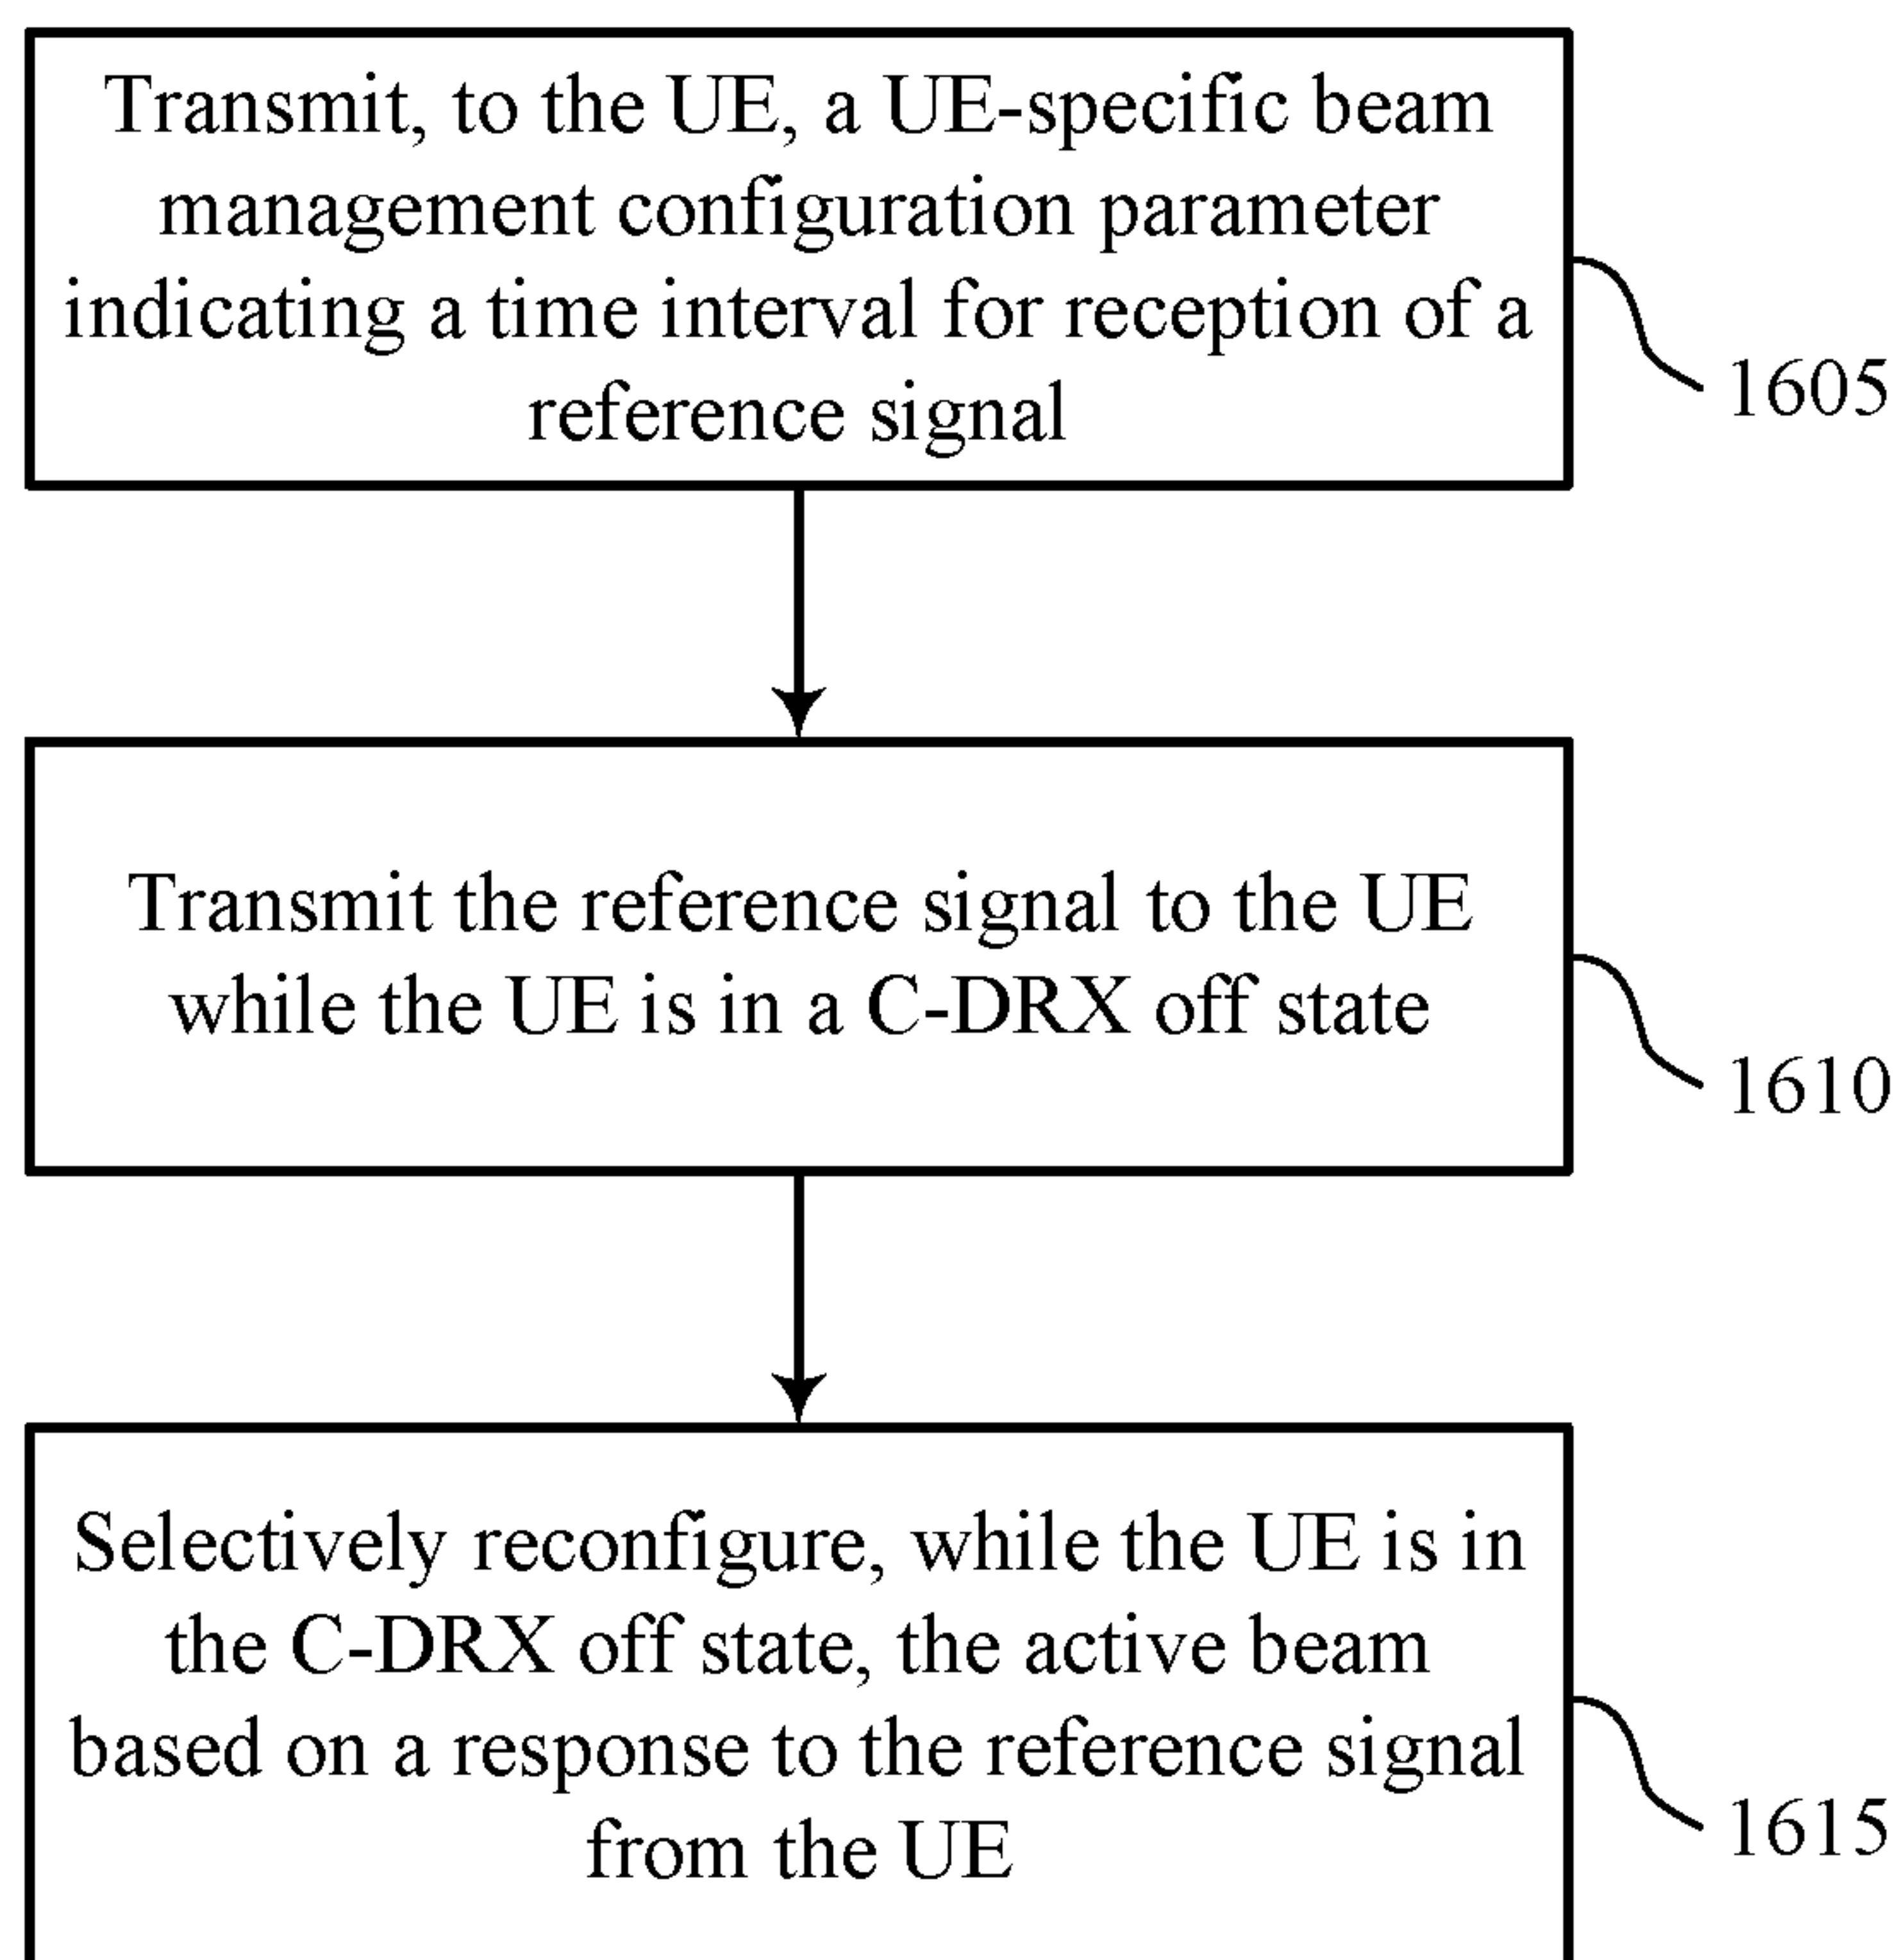 Transmit, to the UE, a UE-specific beam
management configuration parameter
indicating a time interval for reception of a
reference signal
1605
Transmit the reference signal to the UE
while the UE is in a C-DRX off state
1610
Selectively reconfigure, while the UE is in
the C-DRX off state, the active beam
based on a response to the reference signal
from the UE
1615